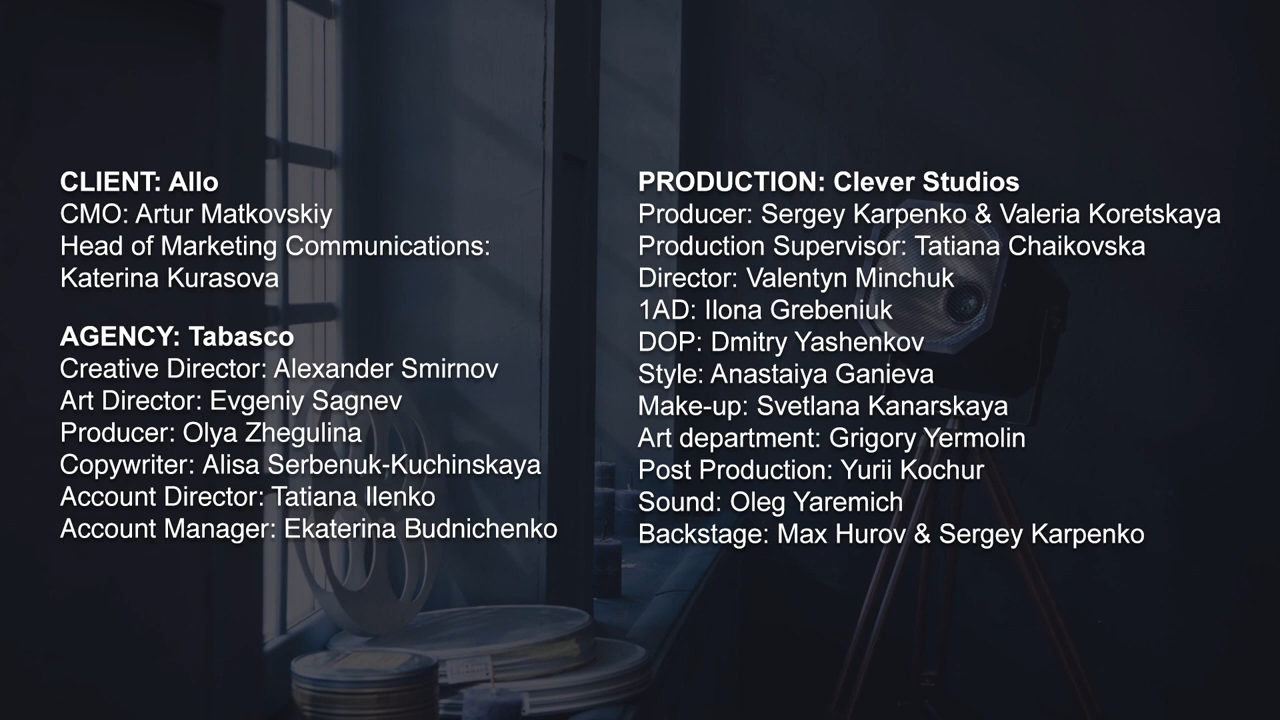 CLIENT: Allo
CMO: Artur Matkovskiy
Head of Marketing Communications:
Katerina Kurasova
AGENCY: Tabasco
Creative Director: Alexander Smirnov
Art Director: Evgeniy Sagnev
Producer: Olya Zhegulina
Copywriter: Alisa Serbenuk-Kuchinskaya
Account Director: Tatiana Ilenko
Account Manager: Ekaterina Budnichenko
PRODUCTION: Clever Studios
Producer: Sergey Karpenko & Valeria Koretskaya
Production Supervisor: Tatiana Chaikovska
Director: Valentyn Minchuk
1AD: Ilona Grebeniuk
DOP: Dmitry Yashenkov
Style: Anastaiya Ganieva
Make-up: Svetlana Kanarskaya
Art department: Grigory Yermolin
Post Production: Yurii Kochur
Sound: Oleg Yaremich
Backstage: Max Hurov & Sergey Karpenko